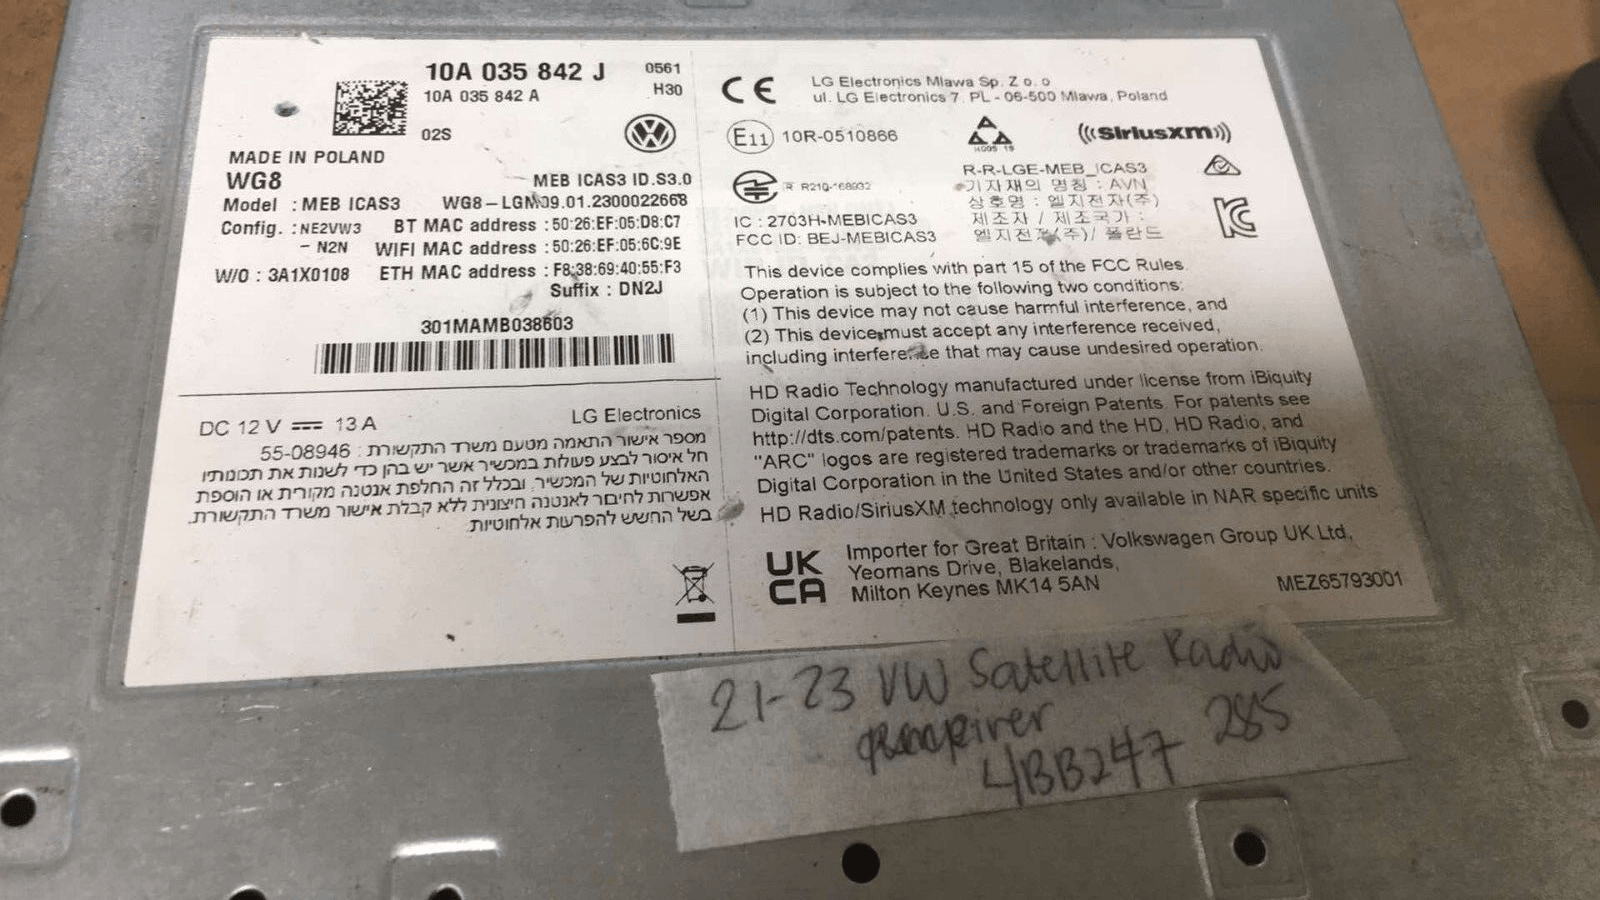 10A 035 842 J 0561
10A 035 842 A H30
02S
MADE IN POLAND
WG8 MEB ICAS3 ID.S3.0
Model : MEB ICAS3 WG8-LGM09.01.2300022668
Config. : NE2VW3 BT MAC address : 50:26:EF:05:D8:C7
- N2N WIFI MAC address : 50:26:EF:05:6C:9E
W/O : 3A1X0108 ETH MAC address : F8:38:69:40:55:F3
Suffix : DN2J
301MAMB038603
DC 12 V 13 A LG Electronics
מספר אישור התאמה מטעם משרד התקשורת : 55-08946
חל איסור לבצע פעולות במכשיר אשר יש בהן כדי לשנות את תכונותיו
האלחוטיות של המכשיר, ובכלל זה החלפת אנטנה מקורית או הוספת
אפשרות לחיבור לאנטנה חיצונית ללא קבלת אישור משרד התקשורת,
בשל החשש להפרעות אלחוטיות.
CE LG Electronics Mlawa Sp. Z o. o
ul. LG Electronics 7. PL - 06-500 Mlawa, Poland
E11 10R-0510866
((SiriusXM))
R R210-168932
R-R-LGE-MEB_ICAS3
기자재의 명칭 : AVN
상호명 : 엘지전자(주)
제조자 / 제조국가 :
엘지전자(주)/ 폴란드
IC : 2703H-MEBICAS3
FCC ID: BEJ-MEBICAS3
This device complies with part 15 of the FCC Rules.
Operation is subject to the following two conditions:
(1) This device may not cause harmful interference, and
(2) This device must accept any interference received,
including interference that may cause undesired operation.
HD Radio Technology manufactured under license from iBiquity
Digital Corporation. U.S. and Foreign Patents. For patents see
http://dts.com/patents. HD Radio and the HD, HD Radio, and
"ARC" logos are registered trademarks or trademarks of iBiquity
Digital Corporation in the United States and/or other countries.
HD Radio/SiriusXM technology only available in NAR specific units
UK
CA
Importer for Great Britain : Volkswagen Group UK Ltd,
Yeomans Drive, Blakelands,
Milton Keynes MK14 5AN
MEZ65793001
21-23 VW Satellite Radio
285
4BB247